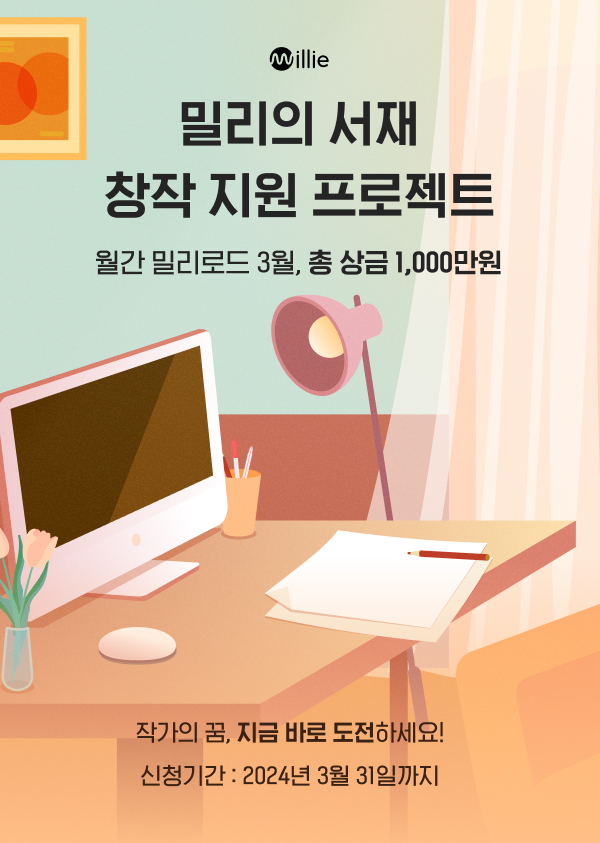 millie
밀리의 서재
창작 지원 프로젝트
월간 밀리로드 3월, 총 상금 1,000만원
작가의 꿈, 지금 바로 도전하세요!
신청기간 : 2024년 3월 31일까지